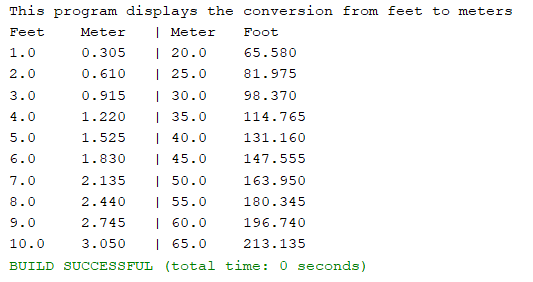 This program displays the conversion from feet to meters
Feet    Meter   | Meter   Foot
1.0     0.305   | 20.0    65.580
2.0     0.610   | 25.0    81.975
3.0     0.915   | 30.0    98.370
4.0     1.220   | 35.0    114.765
5.0     1.525   | 40.0    131.160
6.0     1.830   | 45.0    147.555
7.0     2.135   | 50.0    163.950
8.0     2.440   | 55.0    180.345
9.0     2.745   | 60.0    196.740
10.0    3.050   | 65.0    213.135
BUILD SUCCESSFUL (total time: 0 seconds)